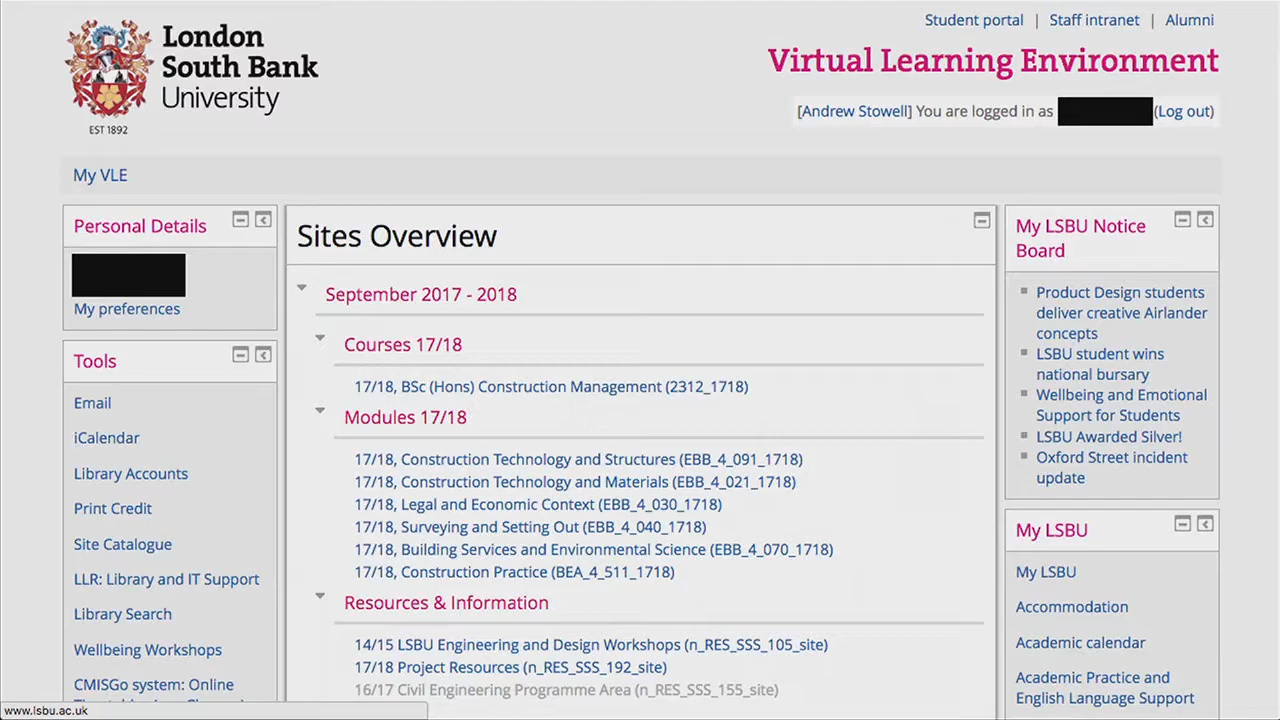 London
South Bank
University
EST 1892
Student portal | Staff intranet | Alumni
Virtual Learning Environment
[Andrew Stowell] You are logged in as (Log out)
My VLE
Personal Details
My preferences
Tools
Email
iCalendar
Library Accounts
Print Credit
Site Catalogue
LLR: Library and IT Support
Library Search
Wellbeing Workshops
CMISGo system: Online
www.lsbu.ac.uk
Sites Overview
September 2017 - 2018
Courses 17/18
17/18, BSc (Hons) Construction Management (2312_1718)
Modules 17/18
17/18, Construction Technology and Structures (EBB_4_091_1718)
17/18, Construction Technology and Materials (EBB_4_021_1718)
17/18, Legal and Economic Context (EBB_4_030_1718)
17/18, Surveying and Setting Out (EBB_4_040_1718)
17/18, Building Services and Environmental Science (EBB_4_070_1718)
17/18, Construction Practice (BEA_4_511_1718)
Resources & Information
14/15 LSBU Engineering and Design Workshops (n_RES_SSS_105_site)
17/18 Project Resources (n_RES_SSS_192_site)
16/17 Civil Engineering Programme Area (n_RES_SSS_155_site)
My LSBU Notice
Board
Product Design students
deliver creative Airlander
concepts
LSBU student wins
national bursary
Wellbeing and Emotional
Support for Students
LSBU Awarded Silver!
Oxford Street incident
update
My LSBU
My LSBU
Accommodation
Academic calendar
Academic Practice and
English Language Support